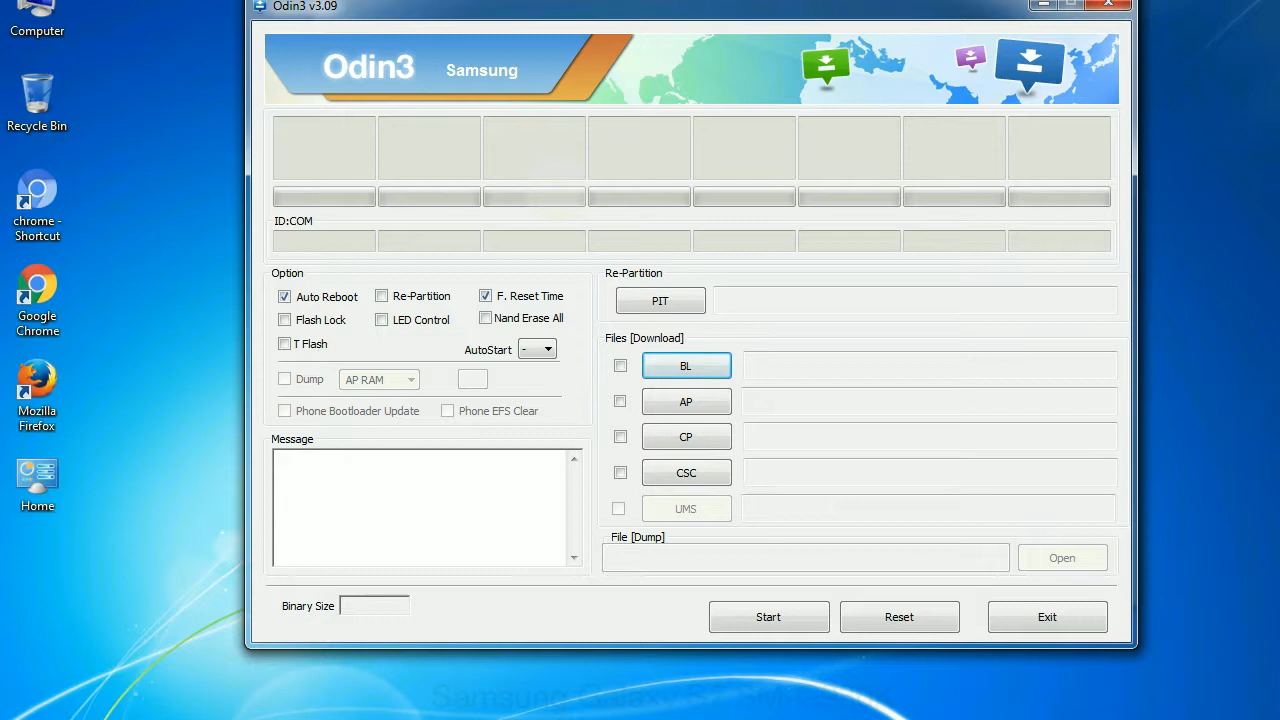 Odin3 v3.09
Computer
Recycle Bin
chrome -
Shortcut
Google
Chrome
Mozilla
Firefox
Home
Odin3 Samsung
ID:COM
Option
Auto Reboot Re-Partition F. Reset Time
Flash Lock LED Control Nand Erase All
T Flash AutoStart -
Dump AP RAM
Phone Bootloader Update Phone EFS Clear
Message
Re-Partition
PIT
Files [Download]
BL
AP
CP
CSC
UMS
File [Dump]
Open
Binary Size
Start Reset Exit
Samsung Galaxy